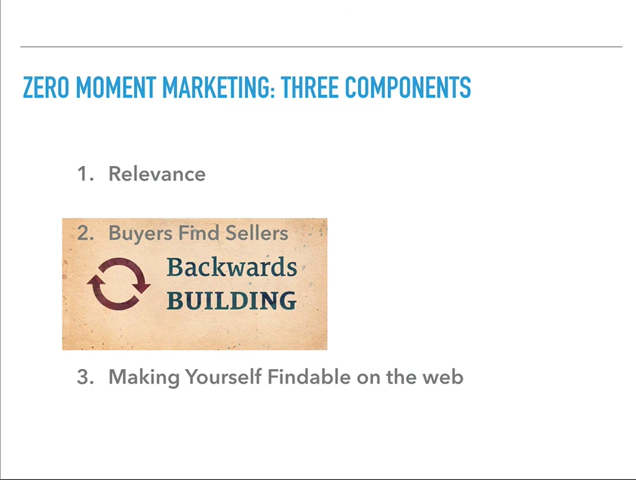 ZERO MOMENT MARKETING: THREE COMPONENTS
1. Relevance
2. Buyers Find Sellers
Backwards
BUILDING
3. Making Yourself Findable on the web